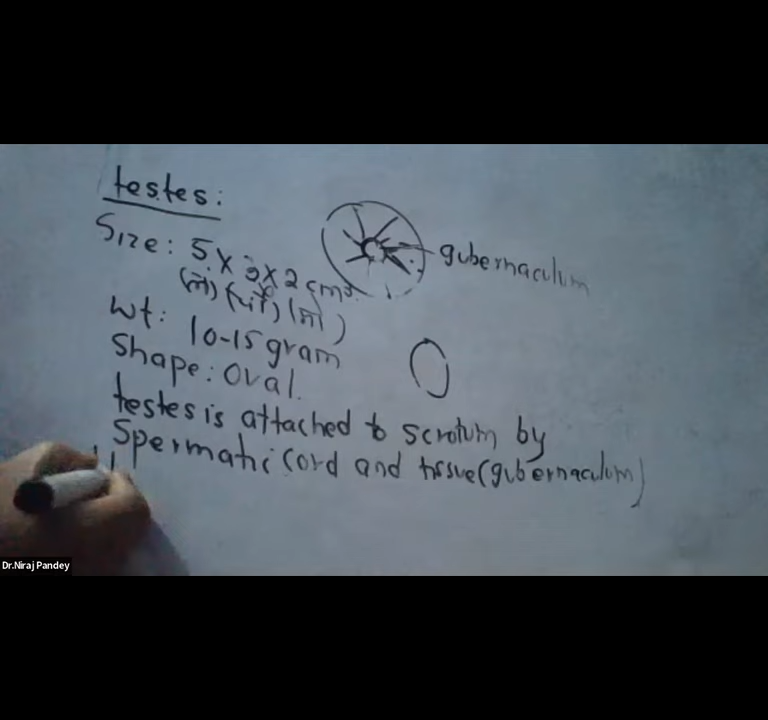 testes:
Size: 5 x 3 x 2 cms.
gubernaculum
(लं) (चौ) (मो)
Wt: 10-15 gram
Shape: Oval.
testes is attached to scrotum by
Spermatic cord and tissue (gubernaculum)
Dr.Niraj Pandey